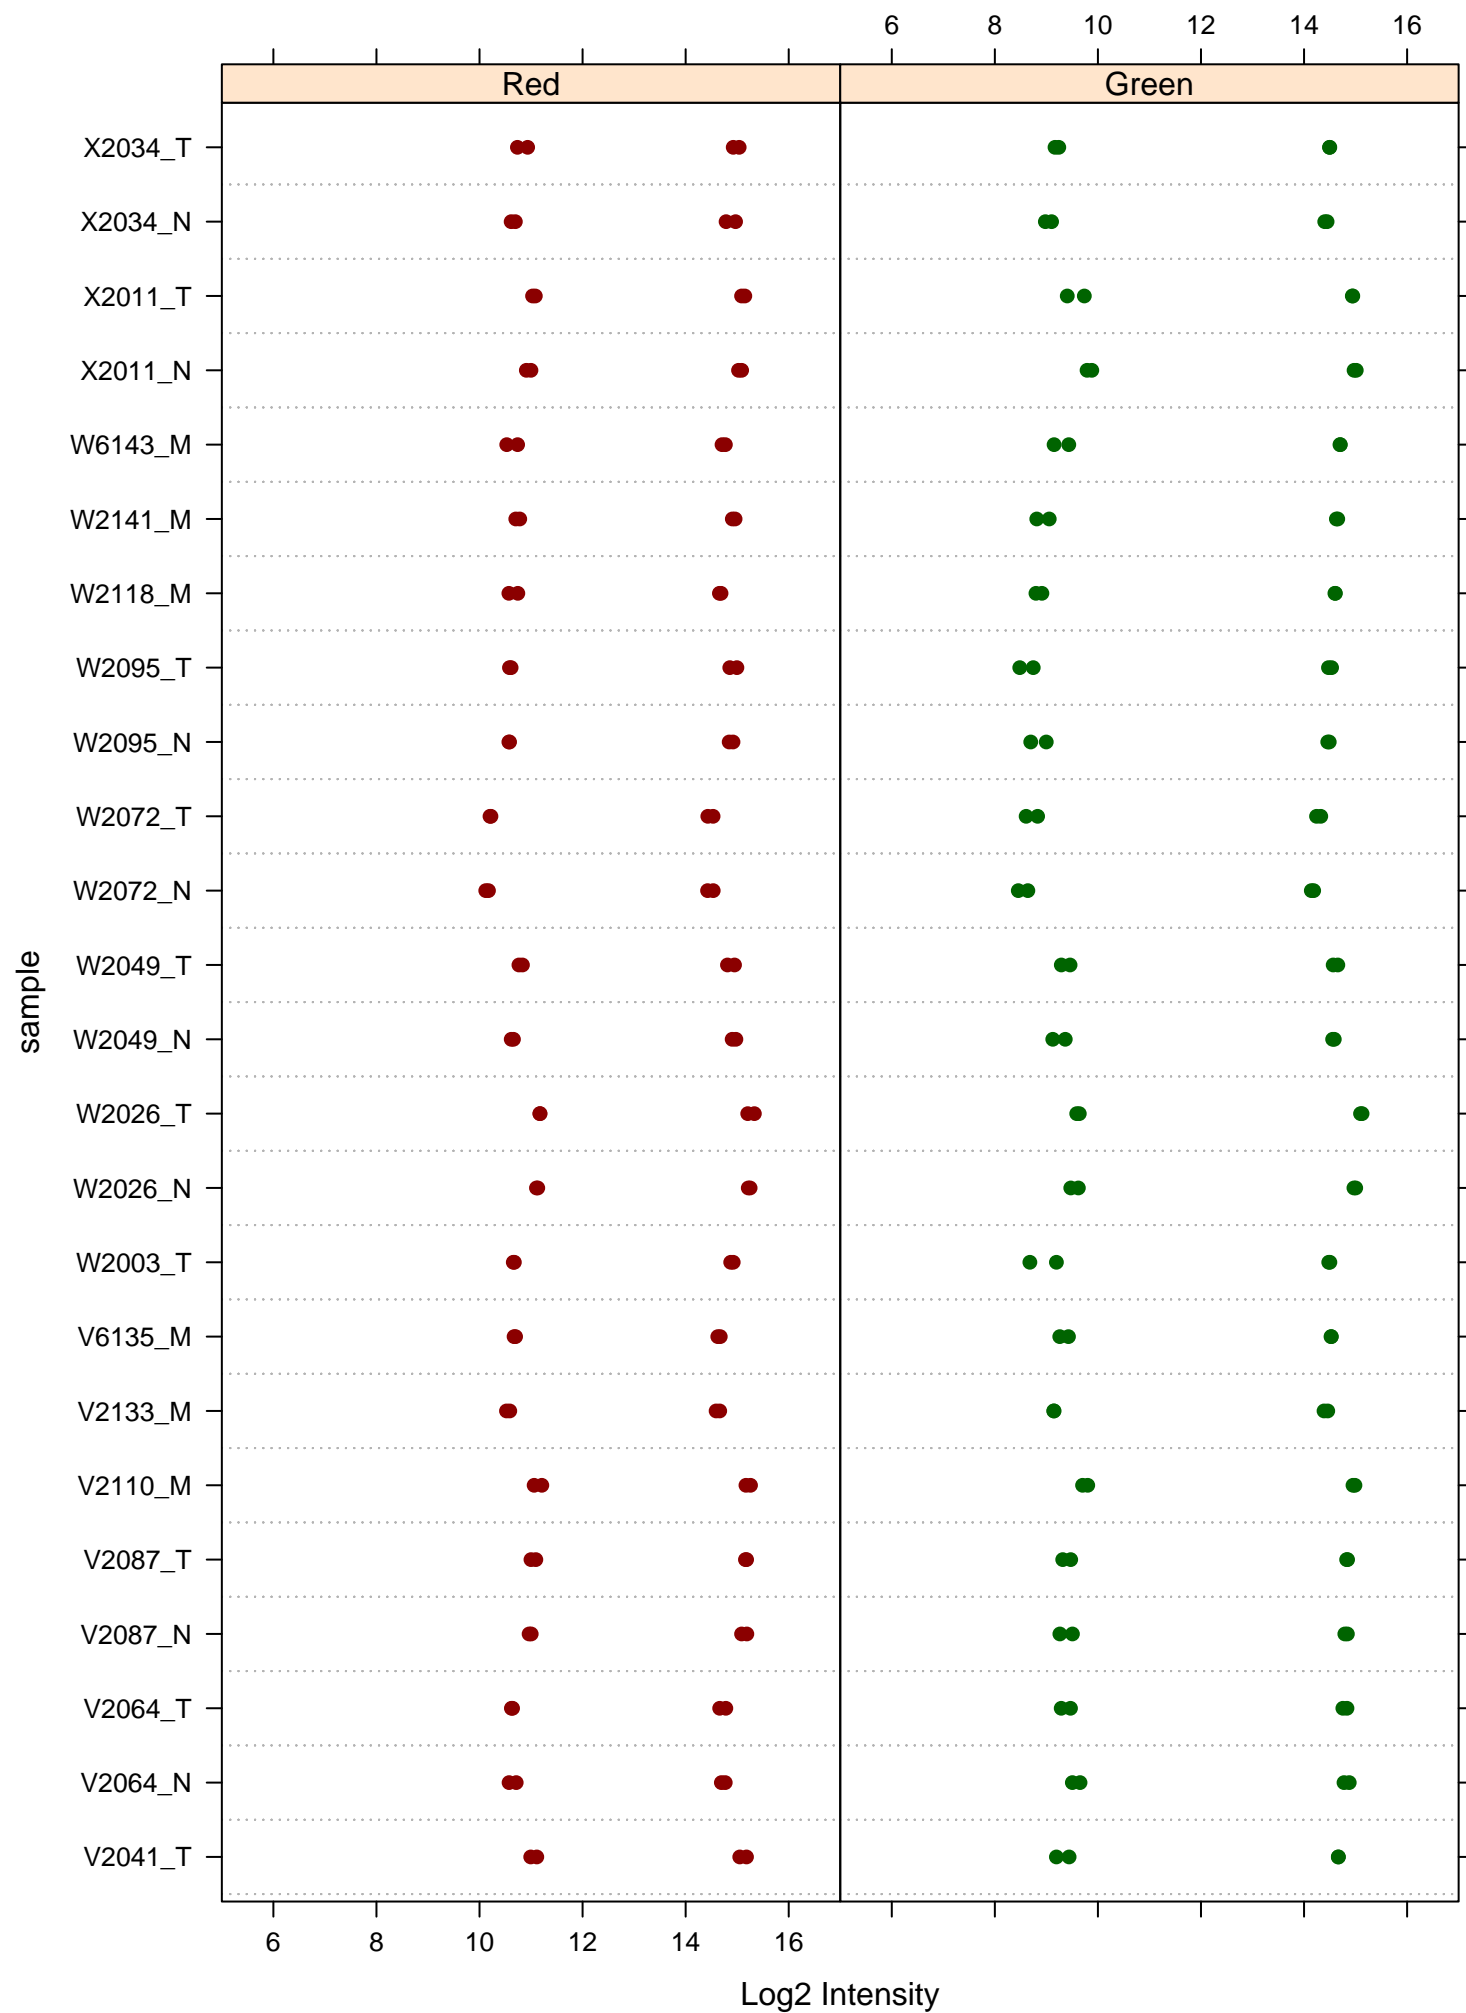 6 8 10 12 14 16
Red Green
X2034_T
X2034_N
X2011_T
X2011_N
W6143_M
W2141_M
W2118_M
W2095_T
W2095_N
W2072_T
W2072_N
W2049_T
W2049_N
W2026_T
W2026_N
W2003_T
V6135_M
V2133_M
V2110_M
V2087_T
V2087_N
V2064_T
V2064_N
V2041_T
sample
6 8 10 12 14 16
Log2 Intensity